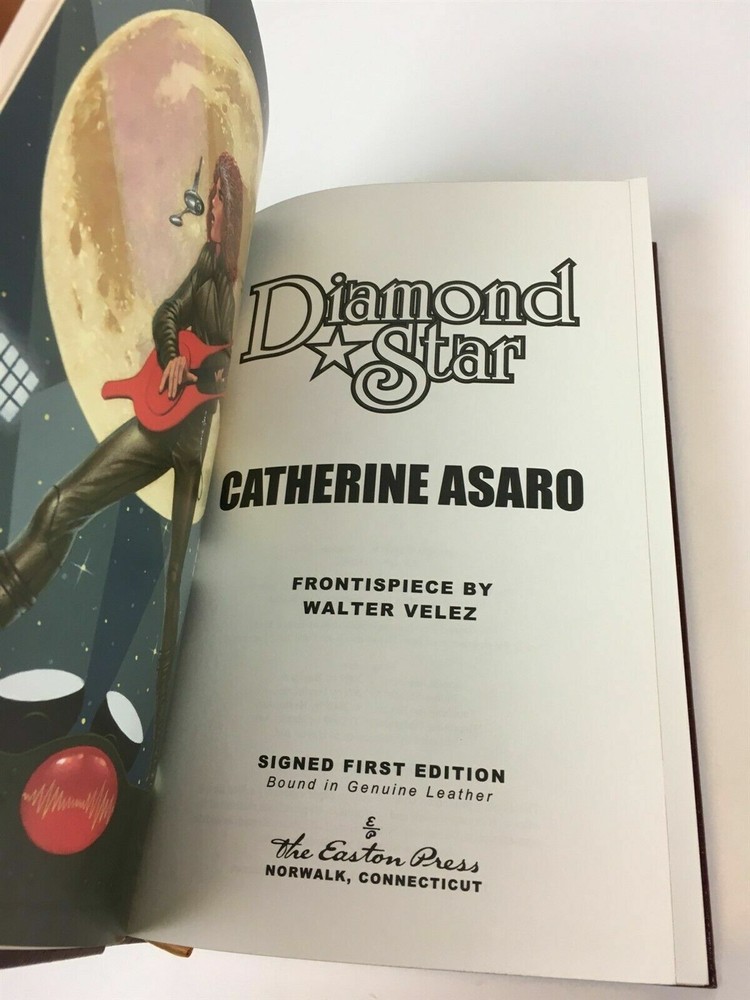 Diamond
Star
CATHERINE ASARO
FRONTISPIECE BY
WALTER VELEZ
SIGNED FIRST EDITION
Bound in Genuine Leather
E
P
The Easton Press
NORWALK, CONNECTICUT